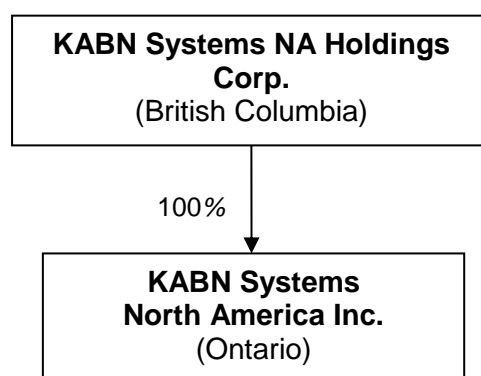 KABN Systems NA Holdings
Corp.
(British Columbia)
100%
KABN Systems
North America Inc.
(Ontario)